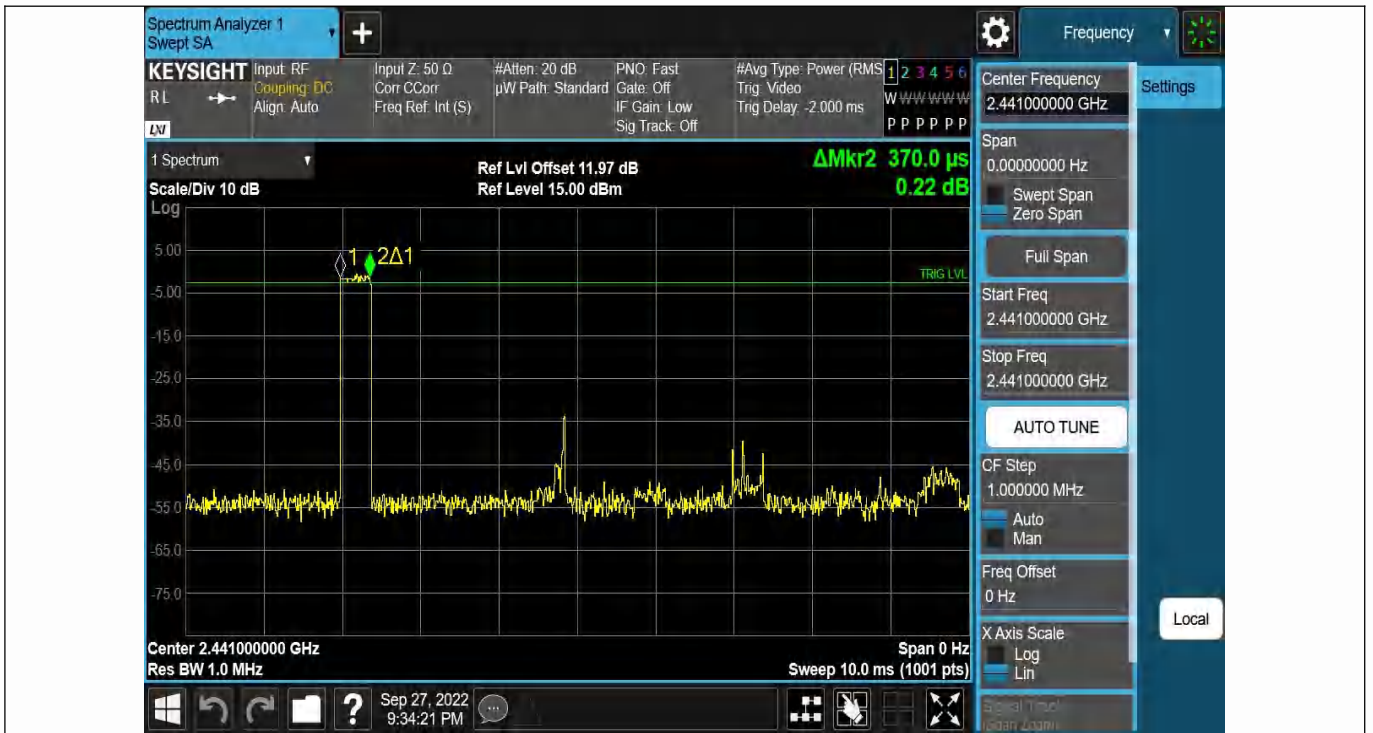 Spectrum Analyzer 1
Swept SA
+
Frequency
KEYSIGHT
RL
LXI
Input: RF
Coupling: DC
Align: Auto
Input Z: 50 Ω
Corr CCorr
Freq Ref: Int (S)
#Atten: 20 dB
µW Path: Standard
PNO: Fast
Gate: Off
IF Gain: Low
Sig Track: Off
#Avg Type: Power (RMS
Trig: Video
Trig Delay: -2.000 ms
1 2 3 4 5 6
W W W W W W
P P P P P P
Center Frequency
2.441000000 GHz
Settings
1 Spectrum
Scale/Div 10 dB
Ref Lvl Offset 11.97 dB
Ref Level 15.00 dBm
ΔMkr2 370.0 µs
0.22 dB
Log
5.00
-5.00
-15.0
-25.0
-35.0
-45.0
-55.0
-65.0
-75.0
1
2Δ1
TRIG LVL
Span
0.00000000 Hz
Swept Span
Zero Span
Full Span
Start Freq
2.441000000 GHz
Stop Freq
2.441000000 GHz
AUTO TUNE
CF Step
1.000000 MHz
Auto
Man
Freq Offset
0 Hz
X Axis Scale
Log
Lin
Signal Track
(Span Zoom)
Local
Center 2.441000000 GHz
Res BW 1.0 MHz
Span 0 Hz
Sweep 10.0 ms (1001 pts)
?
Sep 27, 2022
9:34:21 PM